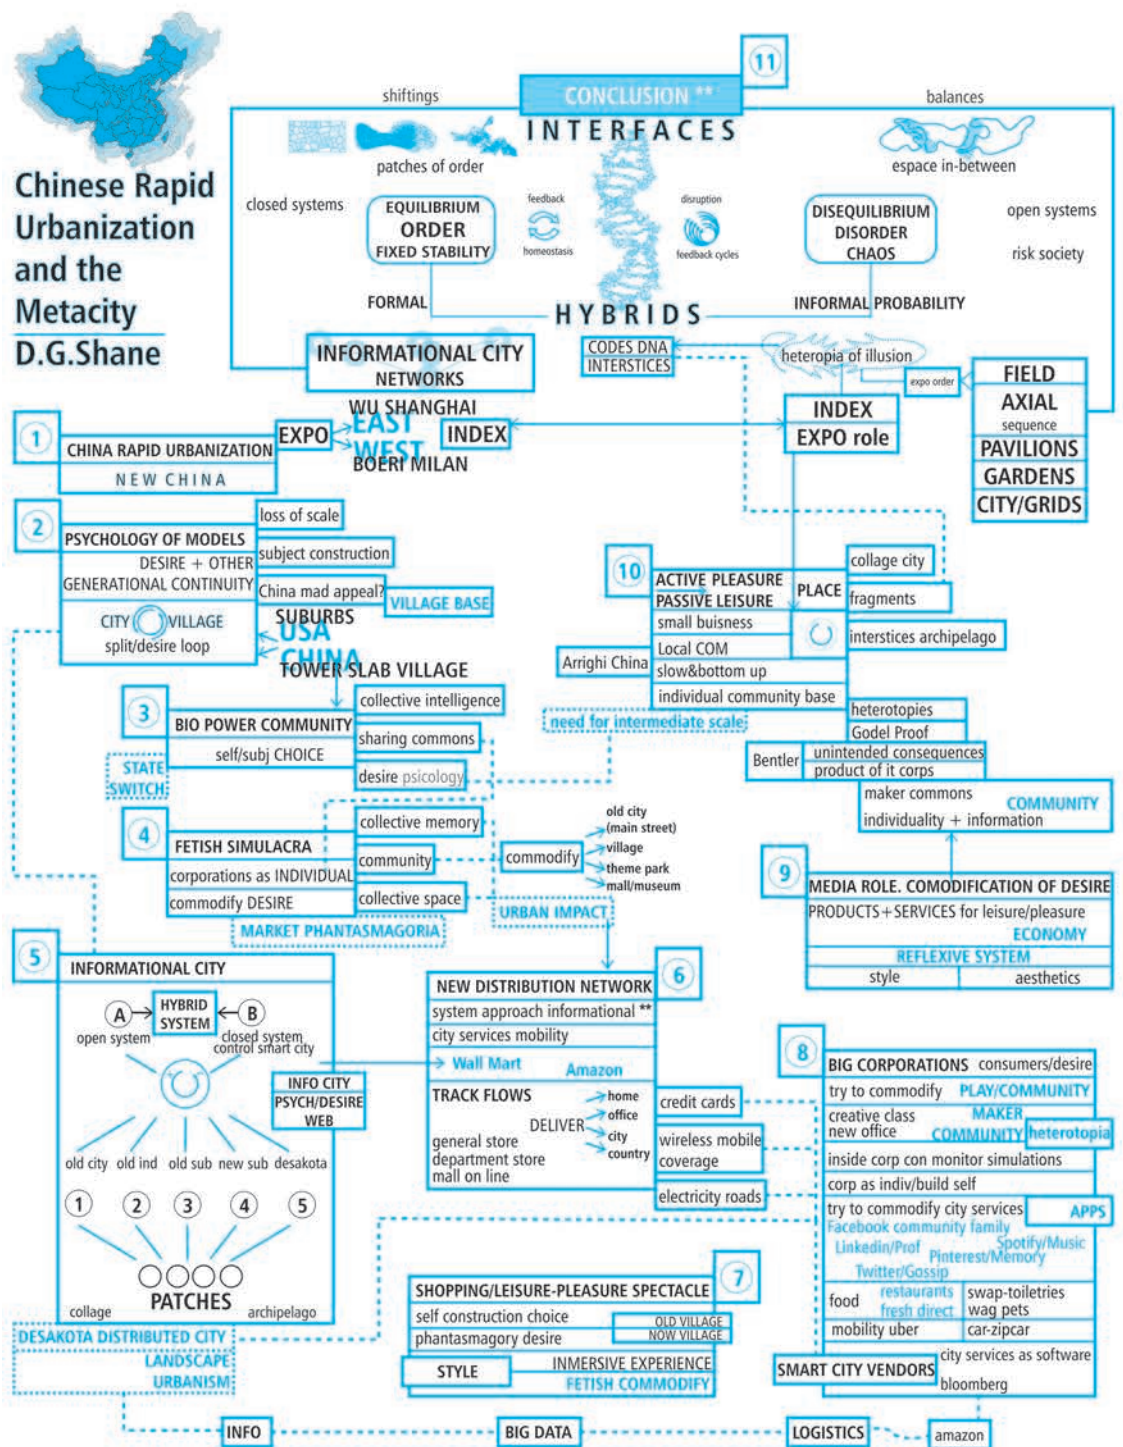 Chinese Rapid
Urbanization
and the
Metacity
D.G.Shane
11
CONCLUSION **
INTERFACES
shiftings
balances
patches of order
espace in-between
closed systems
EQUILIBRIUM
ORDER
FIXED STABILITY
feedback
homeostasis
disruption
feedback cycles
DISEQUILIBRIUM
DISORDER
CHAOS
open systems
risk society
FORMAL
INFORMAL PROBABILITY
HYBRIDS
INFORMATIONAL CITY
NETWORKS
CODES DNA
INTERSTICES
heteropia of illusion
expo order
FIELD
AXIAL
sequence
PAVILIONS
GARDENS
CITY/GRIDS
INDEX
EXPO role
1
CHINA RAPID URBANIZATION
NEW CHINA
EXPO
WU SHANGHAI
EAST
WEST
BOERI MILAN
INDEX
2
PSYCHOLOGY OF MODELS
DESIRE + OTHER
GENERATIONAL CONTINUITY
CITY VILLAGE
split/desire loop
loss of scale
subject construction
China mad appeal?
VILLAGE BASE
SUBURBS
USA
CHINA
TOWER SLAB VILLAGE
3
BIO POWER COMMUNITY
self/subj CHOICE
STATE
SWITCH
collective intelligence
sharing commons
desire psicology
4
FETISH SIMULACRA
corporations as INDIVIDUAL
commodify DESIRE
MARKET PHANTASMAGORIA
collective memory
community
collective space
commodify
old city
(main street)
village
theme park
mall/museum
URBAN IMPACT
10
ACTIVE PLEASURE
PASSIVE LEISURE
PLACE
small buisness
Local COM
slow&bottom up
individual community base
Arrighi China
need for intermediate scale
collage city
fragments
interstices archipelago
heterotopies
Godel Proof
Bentler
unintended consequences
product of it corps
maker commons
COMMUNITY
individuality + information
9
MEDIA ROLE. COMODIFICATION OF DESIRE
PRODUCTS+SERVICES for leisure/pleasure
ECONOMY
REFLEXIVE SYSTEM
style
aesthetics
5
INFORMATIONAL CITY
A
HYBRID
SYSTEM
B
open system
closed system
control smart city
INFO CITY
PSYCH/DESIRE
WEB
old city
old ind
old sub
new sub
desakota
1
2
3
4
5
PATCHES
collage
archipelago
DESAKOTA DISTRIBUTED CITY
LANDSCAPE
URBANISM
6
NEW DISTRIBUTION NETWORK
system approach informational **
city services mobility
Wall Mart
Amazon
TRACK FLOWS
DELIVER
home
office
city
country
general store
department store
mall on line
credit cards
wireless mobile
coverage
electricity roads
7
SHOPPING/LEISURE-PLEASURE SPECTACLE
self construction choice
OLD VILLAGE
phantasmagory desire
NOW VILLAGE
STYLE
INMERSIVE EXPERIENCE
FETISH COMMODIFY
8
BIG CORPORATIONS consumers/desire
try to commodify PLAY/COMMUNITY
creative class
new office
MAKER
COMMUNITY
heterotopia
inside corp con monitor simulations
corp as indiv/build self
try to commodify city services
APPS
Facebook community family
Linkedin/Prof
Spotify/Music
Pinterest/Memory
Twitter/Gossip
food
restaurants
fresh direct
swap-toiletries
wag pets
mobility uber
car-zipcar
SMART CITY VENDORS
city services as software
bloomberg
INFO
BIG DATA
LOGISTICS
amazon